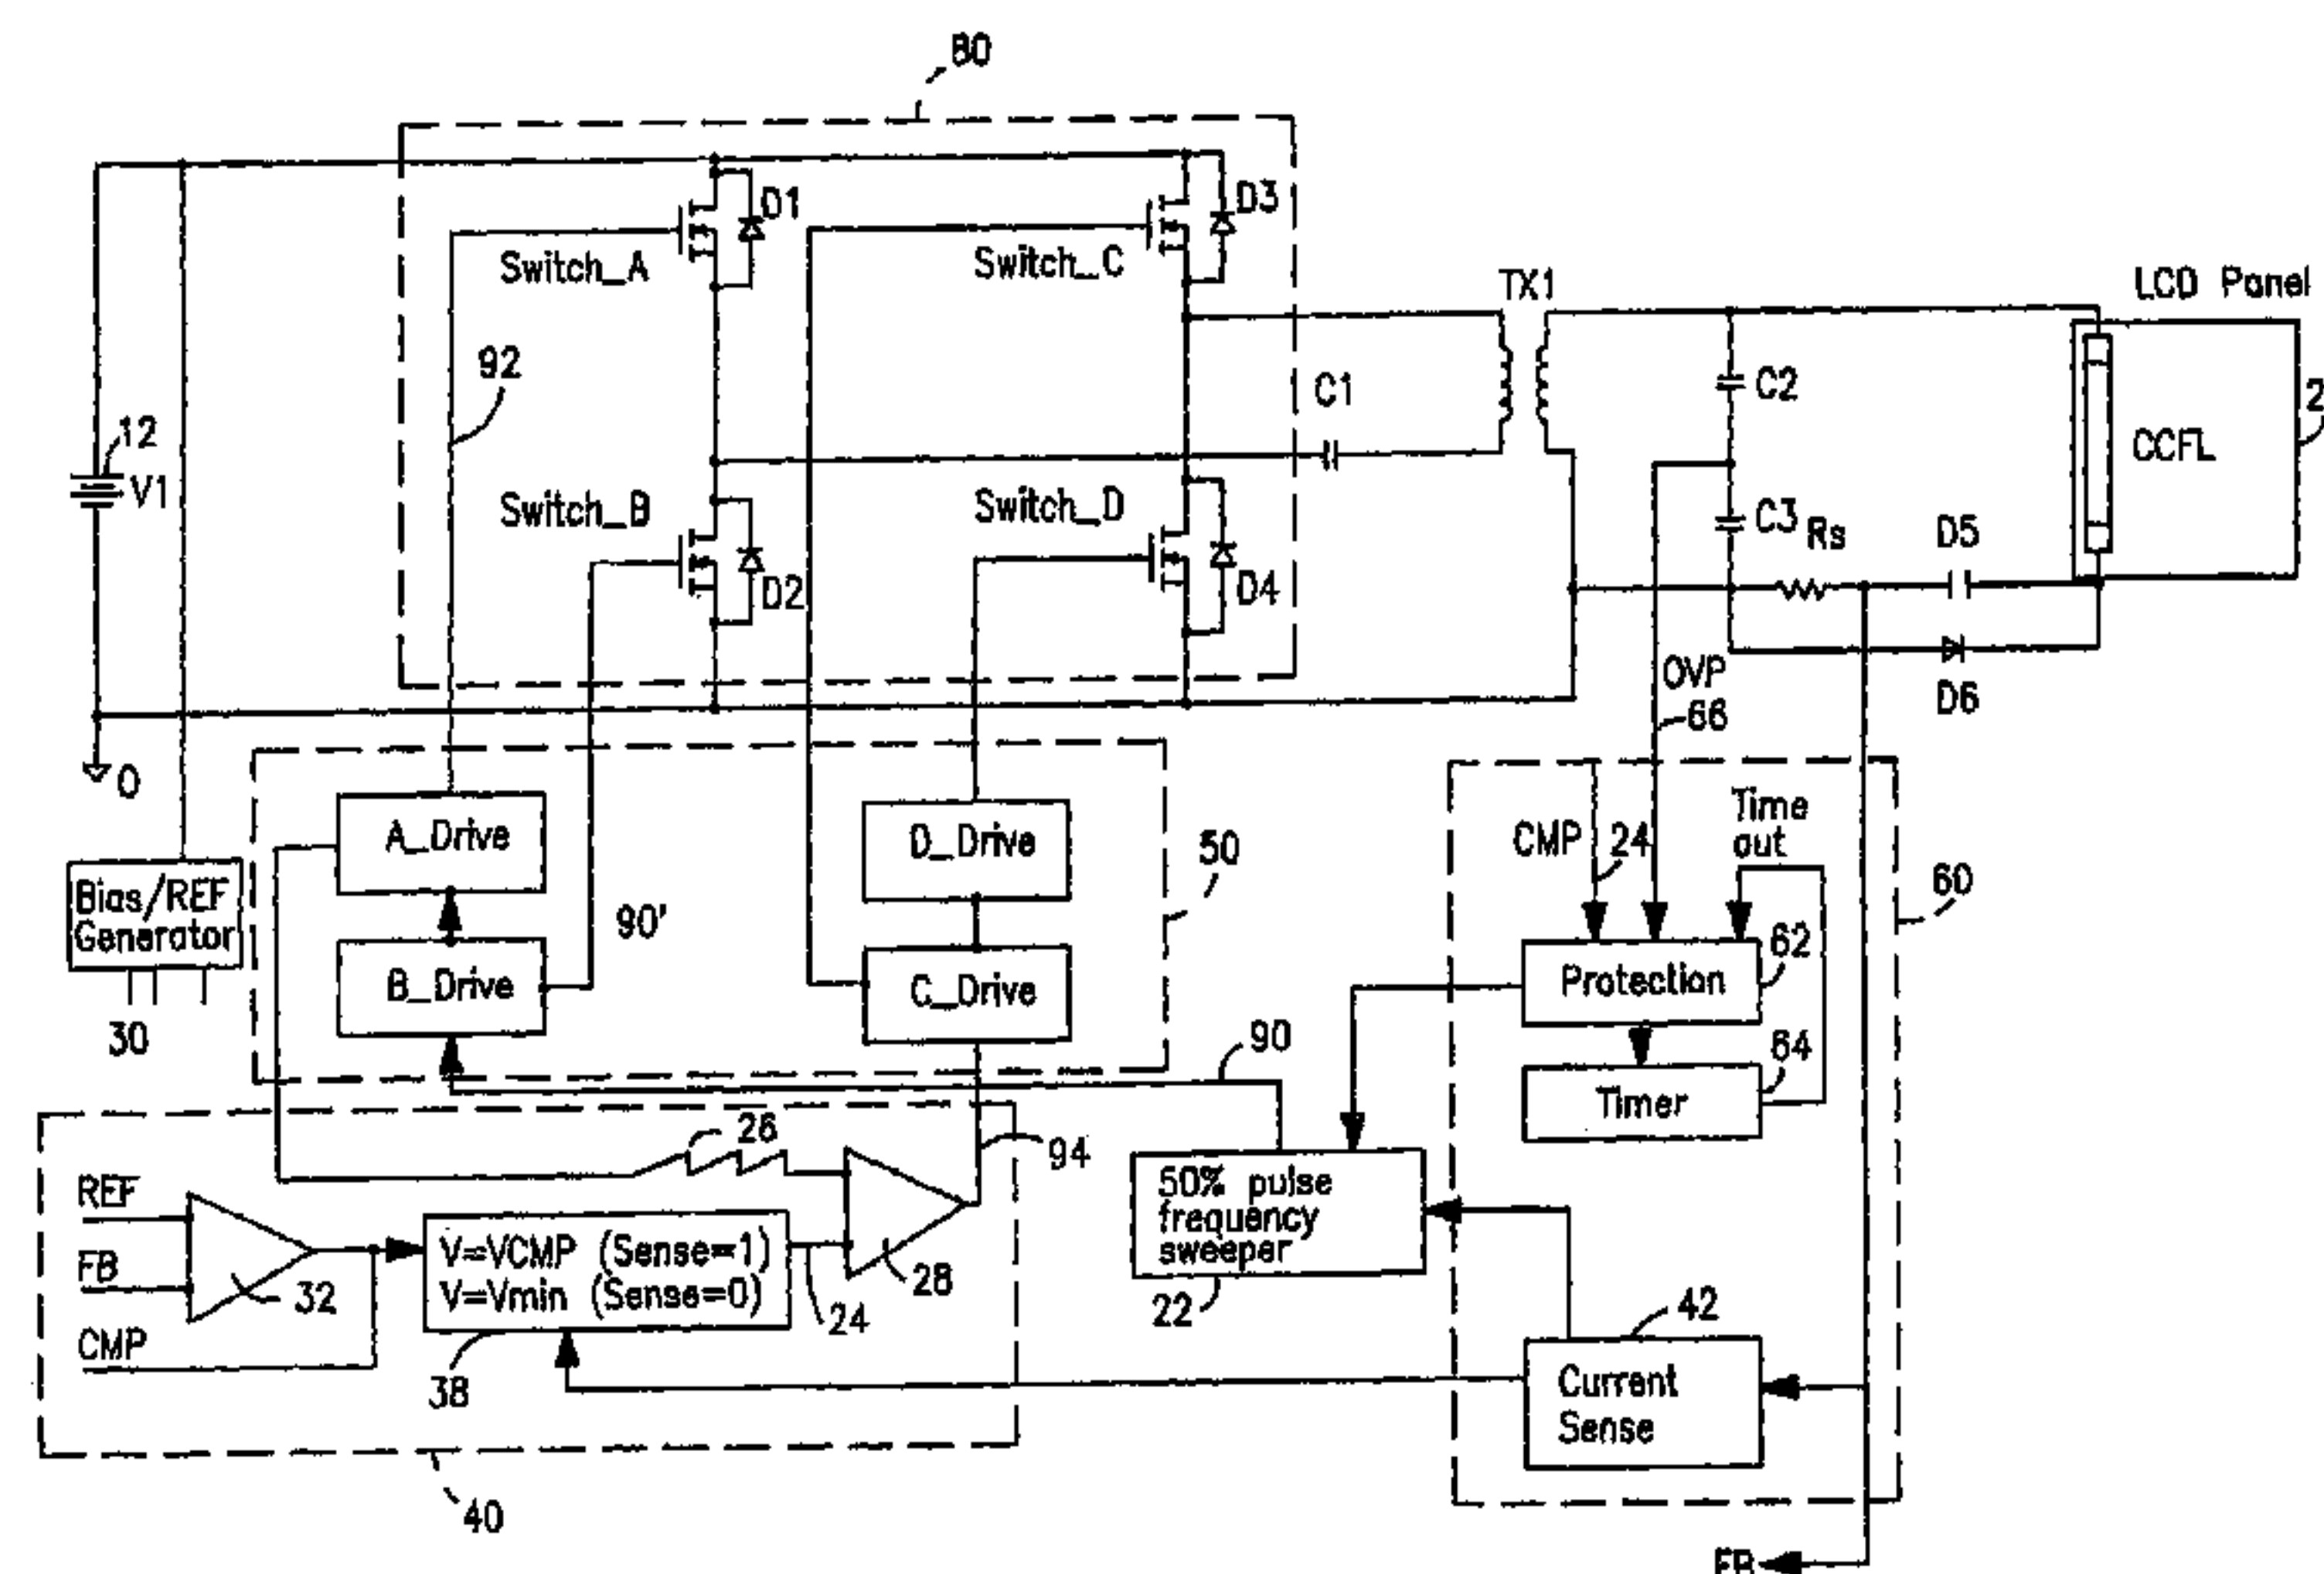 80
D1
D3
Switch_A
Switch_C
TX1
LCD Panel
92
C1
C2
2
12
CCFL
V1
Switch_B
Switch_D
C3
Rs
D5
D2
D4
OVP
D6
66
0
A_Drive
D_Drive
50
CMP
24
Time
out
60
Bias/REF
Generator
90'
62
B_Drive
C_Drive
Protection
30
90
64
Timer
26
94
REF
50% pulse
frequency
sweeper
V=VCMP (Sense=1)
FB
V=Vmin (Sense=0)
32
28
24
22
42
CMP
38
Current
Sense
40
FB